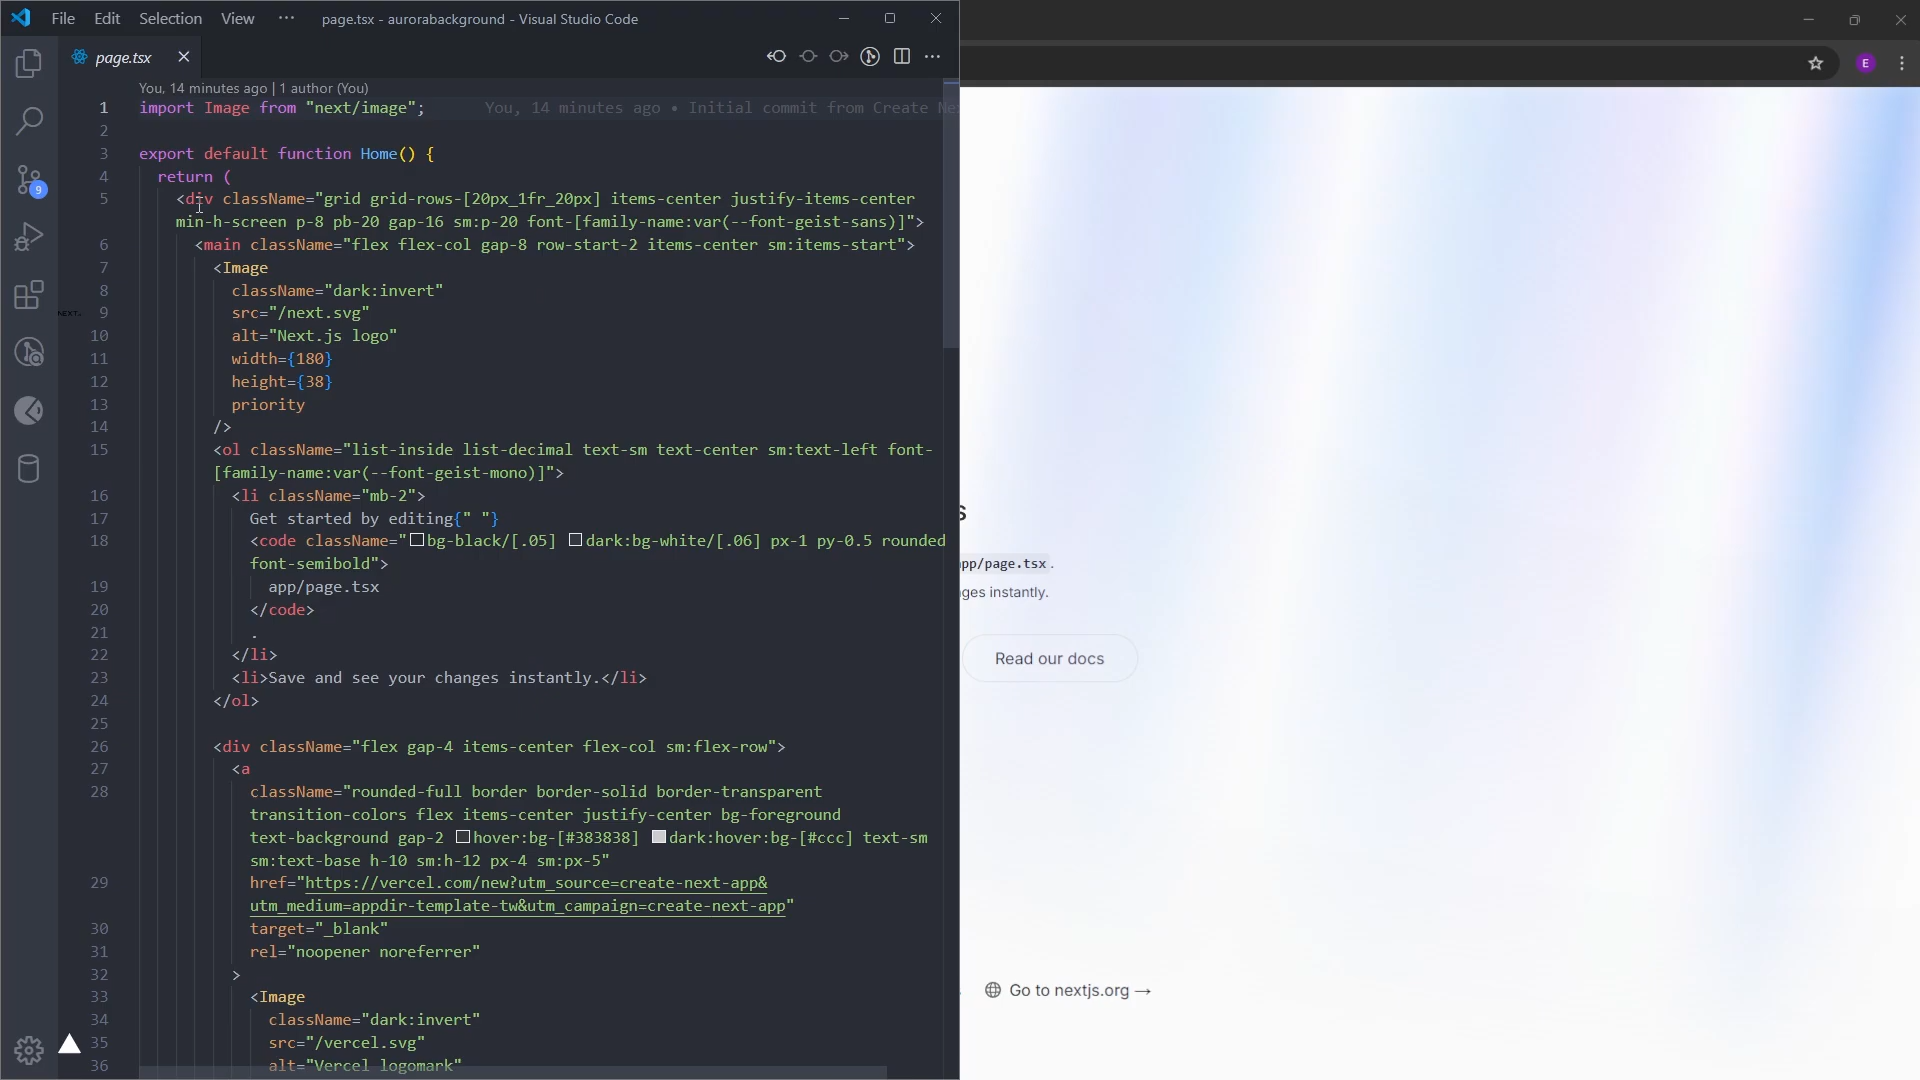 File Edit Selection View ··· page.tsx - aurorabackground - Visual Studio Code
page.tsx
You, 14 minutes ago | 1 author (You)
1 import Image from "next/image"; You, 14 minutes ago • Initial commit from Create
2
3 export default function Home() {
4 return (
5 <div className="grid grid-rows-[20px_1fr_20px] items-center justify-items-center
min-h-screen p-8 pb-20 gap-16 sm:p-20 font-[family-name:var(--font-geist-sans)]">
6 <main className="flex flex-col gap-8 row-start-2 items-center sm:items-start">
7 <Image
8 className="dark:invert"
9 src="/next.svg"
10 alt="Next.js logo"
11 width={180}
12 height={38}
13 priority
14 />
15 <ol className="list-inside list-decimal text-sm text-center sm:text-left font-
[family-name:var(--font-geist-mono)]">
16 <li className="mb-2">
17 Get started by editing{" "}
18 <code className="bg-black/[.05] dark:bg-white/[.06] px-1 py-0.5 rounded
font-semibold">
19 app/page.tsx
20 </code>
21 .
22 </li>
23 <li>Save and see your changes instantly.</li>
24 </ol>
25
26 <div className="flex gap-4 items-center flex-col sm:flex-row">
27 <a
28 className="rounded-full border border-solid border-transparent
transition-colors flex items-center justify-center bg-foreground
text-background gap-2 hover:bg-[#383838] dark:hover:bg-[#ccc] text-sm
sm:text-base h-10 sm:h-12 px-4 sm:px-5"
29 href="https://vercel.com/new?utm_source=create-next-app&
utm_medium=appdir-template-tw&utm_campaign=create-next-app"
30 target="_blank"
31 rel="noopener noreferrer"
32 >
33 <Image
34 className="dark:invert"
35 src="/vercel.svg"
36 alt="Vercel logomark"
9
NEXT.
E
s
app/page.tsx.
ges instantly.
Read our docs
Go to nextjs.org →